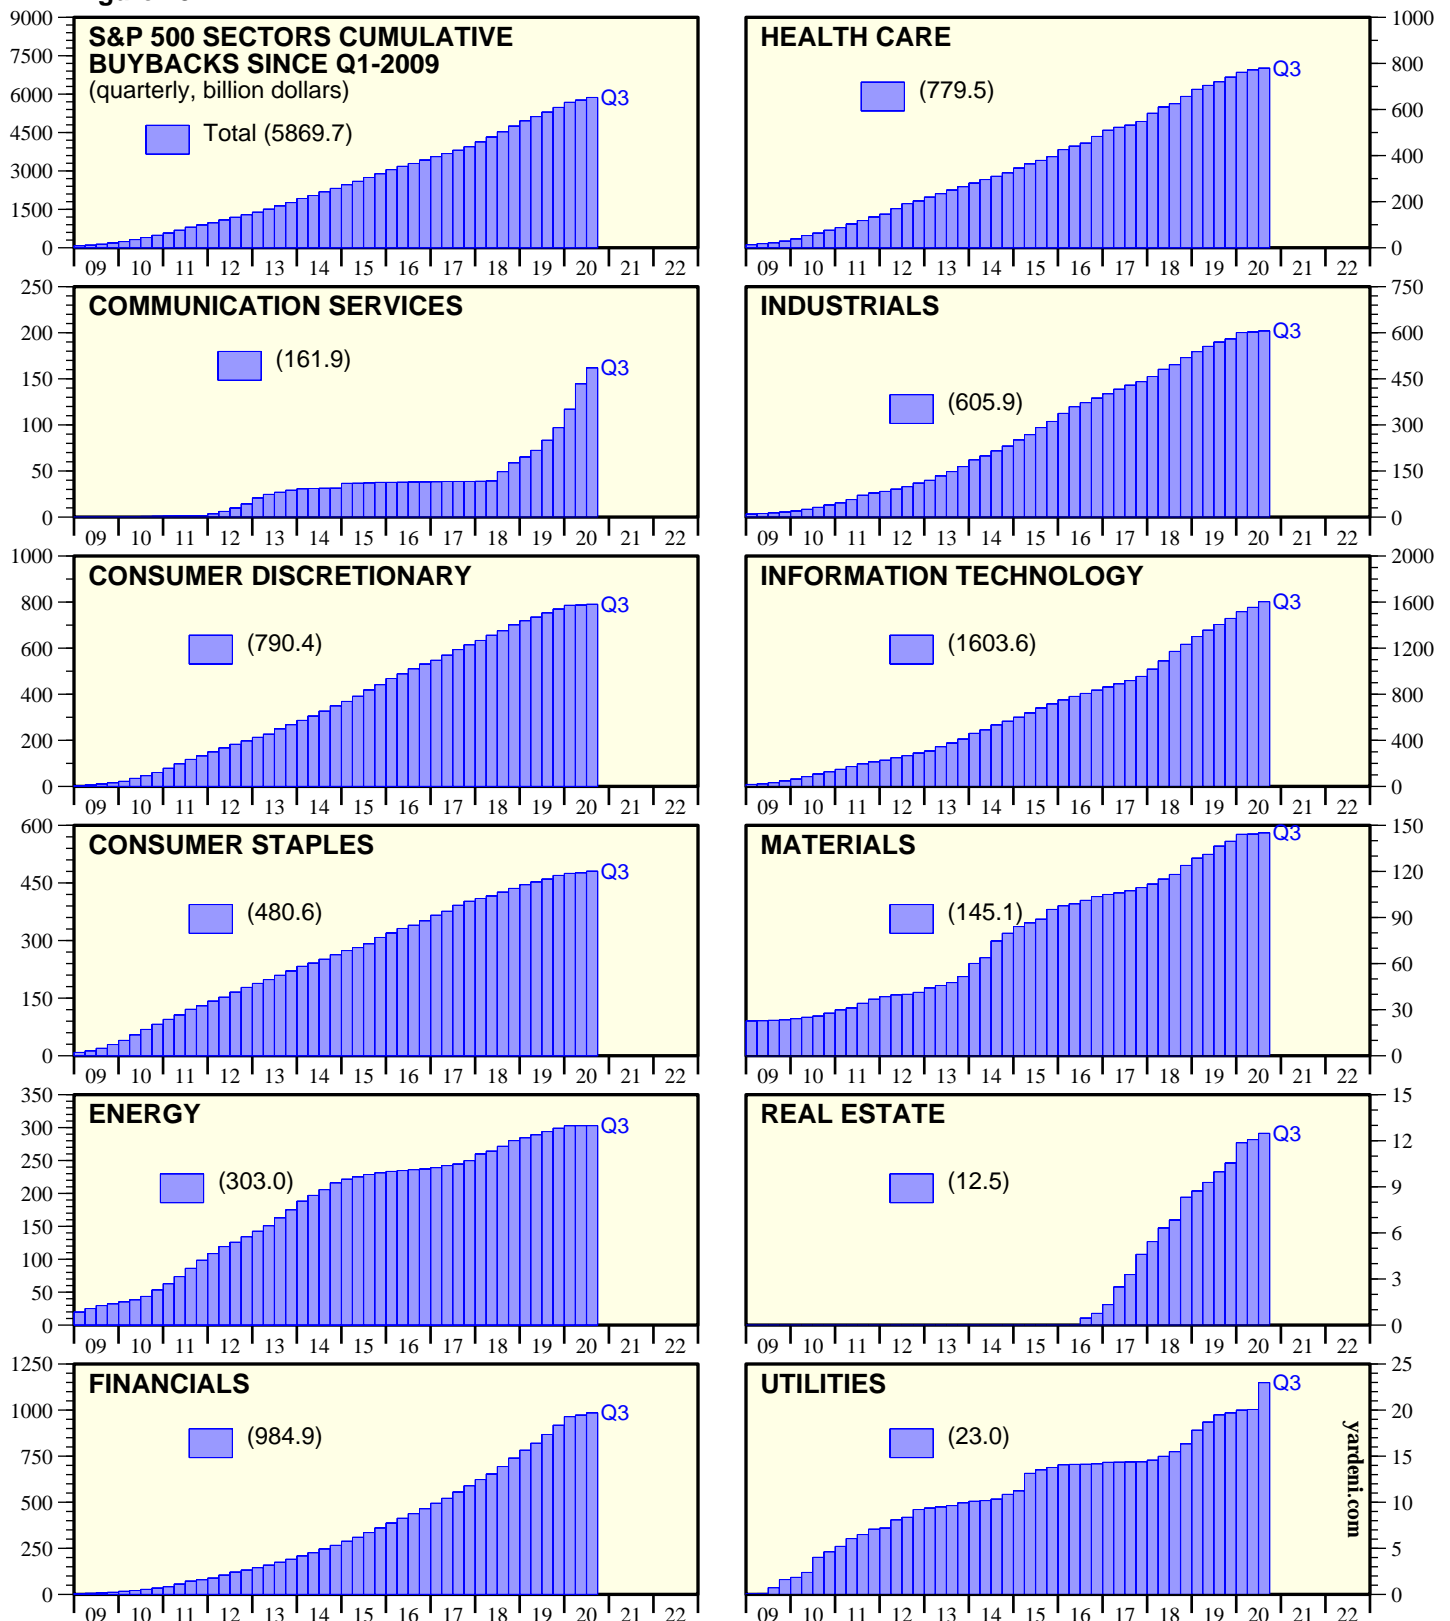 9000
7500
6000
4500
3000
1500
0
S&P 500 SECTORS CUMULATIVE
BUYBACKS SINCE Q1-2009
(quarterly, billion dollars)
Total (5869.7)
Q3
09 10 11 12 13 14 15 16 17 18 19 20 21 22
HEALTH CARE
(779.5)
Q3
1000
800
600
400
200
0
09 10 11 12 13 14 15 16 17 18 19 20 21 22
250
200
150
100
50
0
COMMUNICATION SERVICES
(161.9)
Q3
09 10 11 12 13 14 15 16 17 18 19 20 21 22
INDUSTRIALS
(605.9)
Q3
750
600
450
300
150
0
09 10 11 12 13 14 15 16 17 18 19 20 21 22
1000
800
600
400
200
0
CONSUMER DISCRETIONARY
(790.4)
Q3
09 10 11 12 13 14 15 16 17 18 19 20 21 22
INFORMATION TECHNOLOGY
(1603.6)
Q3
2000
1600
1200
800
400
0
09 10 11 12 13 14 15 16 17 18 19 20 21 22
600
450
300
150
0
CONSUMER STAPLES
(480.6)
Q3
09 10 11 12 13 14 15 16 17 18 19 20 21 22
MATERIALS
(145.1)
Q3
150
120
90
60
30
0
09 10 11 12 13 14 15 16 17 18 19 20 21 22
350
300
250
200
150
100
50
0
ENERGY
(303.0)
Q3
09 10 11 12 13 14 15 16 17 18 19 20 21 22
REAL ESTATE
(12.5)
Q3
15
12
9
6
3
0
09 10 11 12 13 14 15 16 17 18 19 20 21 22
1250
1000
750
500
250
0
FINANCIALS
(984.9)
Q3
09 10 11 12 13 14 15 16 17 18 19 20 21 22
UTILITIES
(23.0)
Q3
25
20
15
10
5
0
09 10 11 12 13 14 15 16 17 18 19 20 21 22
yardeni.com